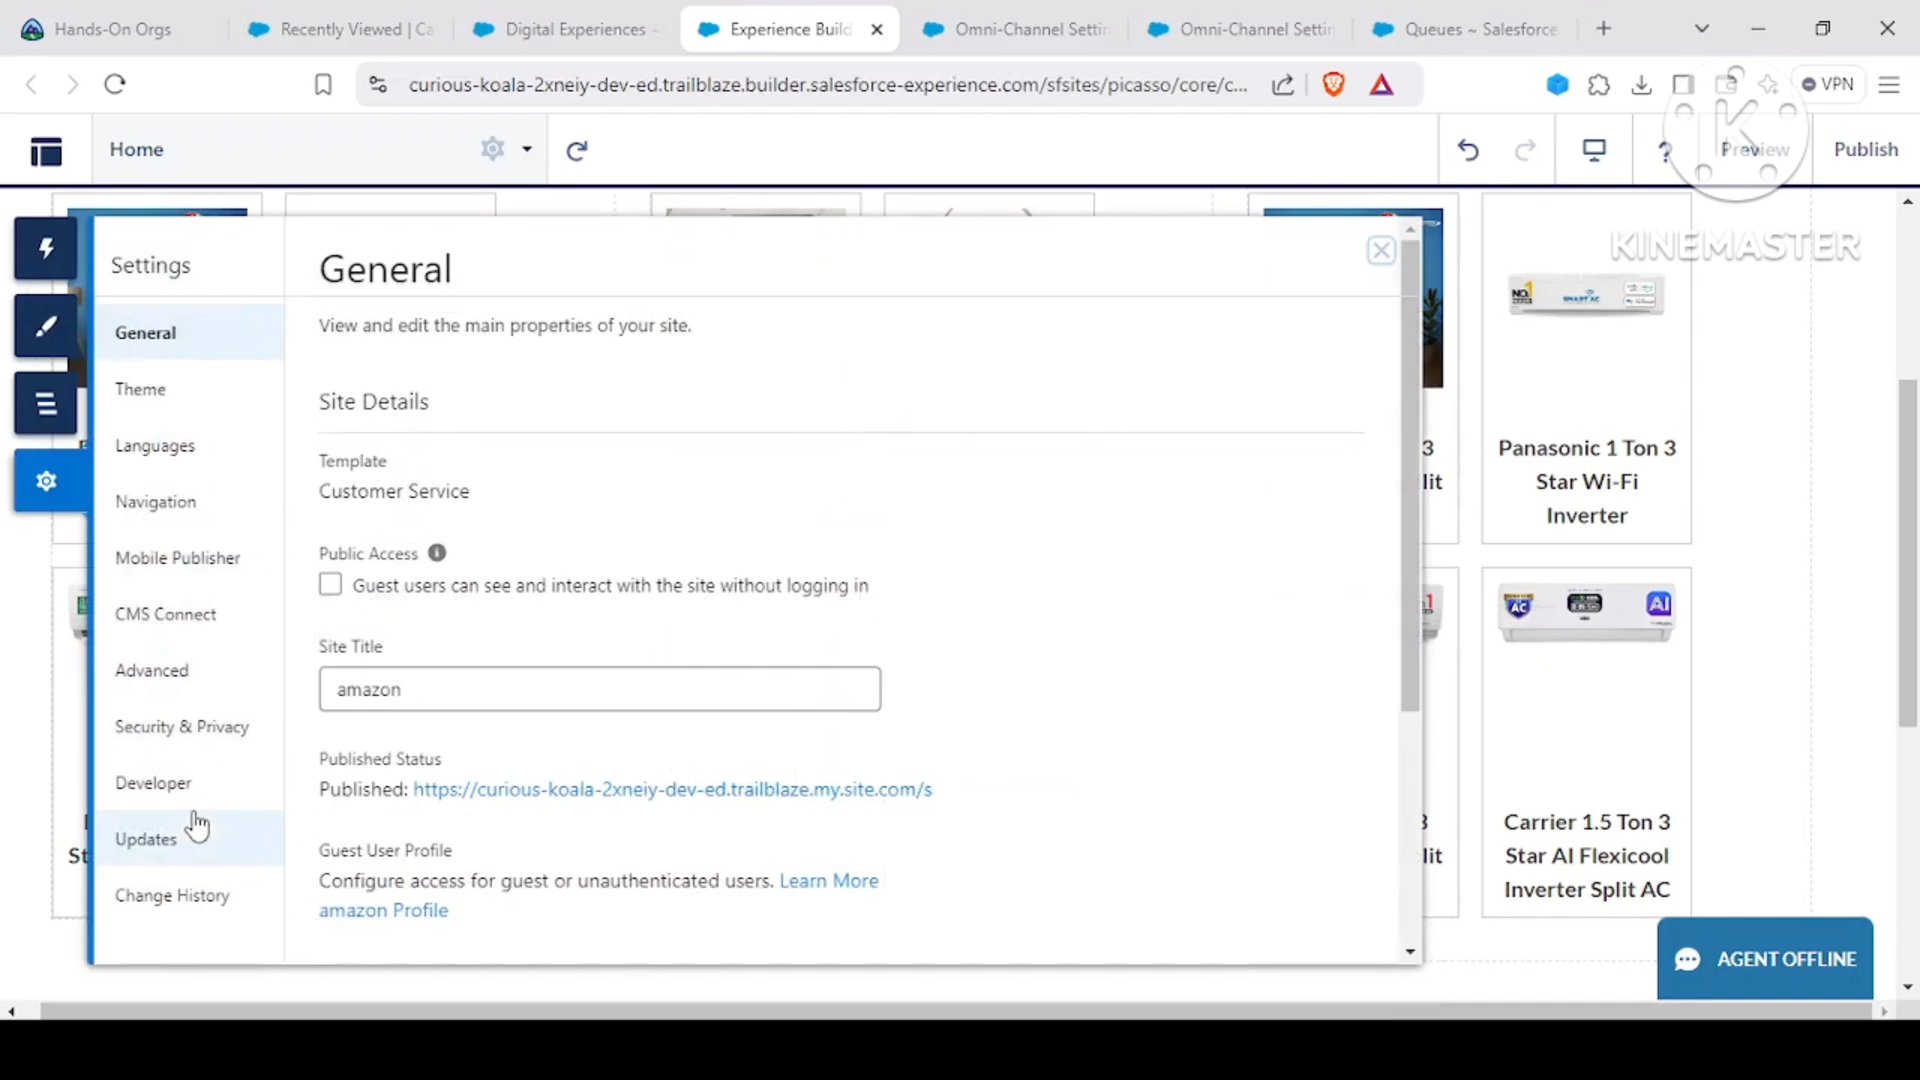 Hands-On Orgs
Recently Viewed | Ca
Digital Experiences ~
Experience Build
Omni-Channel Settin
Omni-Channel Settin
Queues ~ Salesforce
curious-koala-2xneiy-dev-ed.trailblaze.builder.salesforce-experience.com/sfsites/picasso/core/c...
VPN
Home
Preview
Publish
KINEMASTER
Settings
General
Theme
Languages
Navigation
Mobile Publisher
CMS Connect
Advanced
Security & Privacy
Developer
Updates
Change History
General
View and edit the main properties of your site.
Site Details
Template
Customer Service
Public Access
Guest users can see and interact with the site without logging in
Site Title
amazon
Published Status
Published: https://curious-koala-2xneiy-dev-ed.trailblaze.my.site.com/s
Guest User Profile
Configure access for guest or unauthenticated users. Learn More
amazon Profile
3
lit
Panasonic 1 Ton 3
Star Wi-Fi
Inverter
St
3
lit
Carrier 1.5 Ton 3
Star AI Flexicool
Inverter Split AC
AGENT OFFLINE